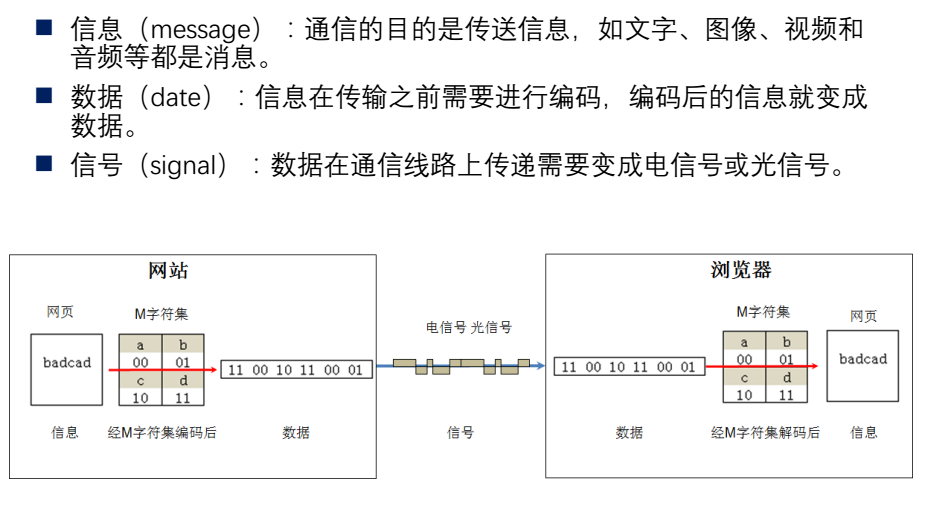 信息（message）：通信的目的是传送信息，如文字、图像、视频和
音频等都是消息。
数据（date）：信息在传输之前需要进行编码，编码后的信息就变成
数据。
信号（signal）：数据在通信线路上传递需要变成电信号或光信号。
网站
网页
M字符集
badcad
a b
00 01
c d
10 11
11 00 10 11 00 01
信息
经M字符集编码后
数据
电信号 光信号
信号
浏览器
11 00 10 11 00 01
M字符集
a b
00 01
c d
10 11
网页
badcad
数据
经M字符集解码后
信息